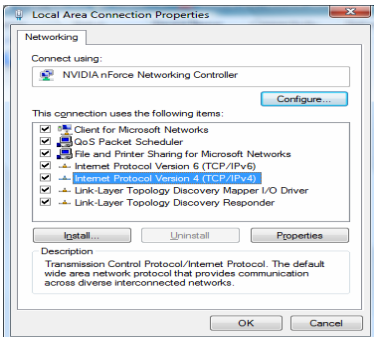 Local Area Connection Properties
Networking
Connect using:
NVIDIA nForce Networking Controller
Configure...
This connection uses the following items:
Client for Microsoft Networks
QoS Packet Scheduler
File and Printer Sharing for Microsoft Networks
Internet Protocol Version 6 (TCP/IPv6)
Internet Protocol Version 4 (TCP/IPv4)
Link-Layer Topology Discovery Mapper I/O Driver
Link-Layer Topology Discovery Responder
Install... Uninstall Properties
Description
Transmission Control Protocol/Internet Protocol. The default
wide area network protocol that provides communication
across diverse interconnected networks.
OK Cancel